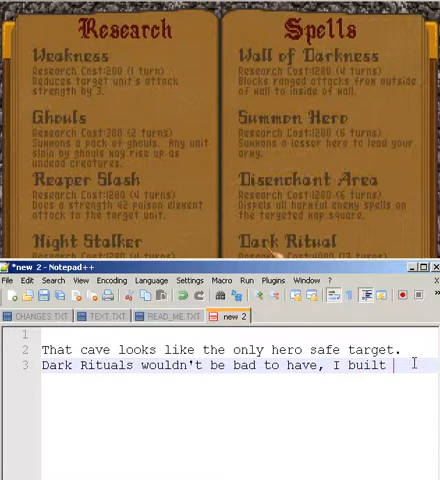 Research
Spells
Weakness
Research Cost:200 (1 turn)
Reduces target unit's attack
strength by 3.
Wall of Darkness
Research Cost:1200 (4 turns)
Blocks ranged attacks from outside
of wall to inside of wall.
Ghouls
Research Cost:300 (2 turns)
Summons a pack of ghouls. Any unit
slain by ghouls may rise up as
undead creatures.
Summon Hero
Research Cost:1200 (6 turns)
Summons a lesser hero to lead your
army.
Reaper Slash
Research Cost:1200 (4 turns)
Does a strength 42 poison element
attack to the target unit.
Disenchant Area
Research Cost:1200 (6 turns)
Dispels all harmful enemy spells on
the targeted map square.
Night Stalker
Dark Ritual
*new 2 - Notepad++
File Edit Search View Encoding Language Settings Macro Run Plugins Window ?
CHANGES.TXT TEXT.TXT READ_ME.TXT new 2
1
2 That cave looks like the only hero safe target.
3 Dark Rituals wouldn't be bad to have, I built